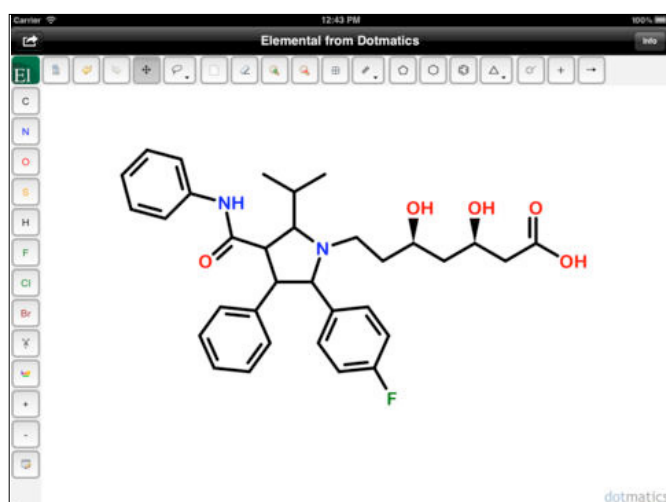 Carrier 12:43 PM 100%
Elemental from Dotmatics Info
El
C
N
O
S
H
F
Cl
Br
+
-
NH
O
N
OH OH O
OH
F
dotmatics